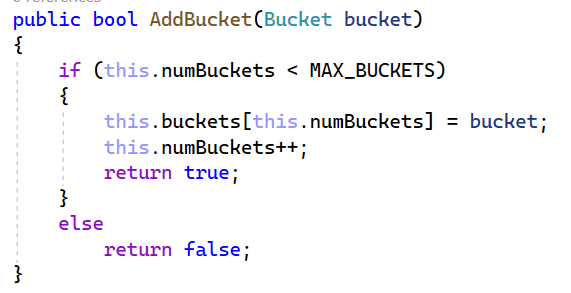 public bool AddBucket(Bucket bucket)
{
if (this.numBuckets < MAX_BUCKETS)
{
this.buckets[this.numBuckets] = bucket;
this.numBuckets++;
return true;
}
else
return false;
}